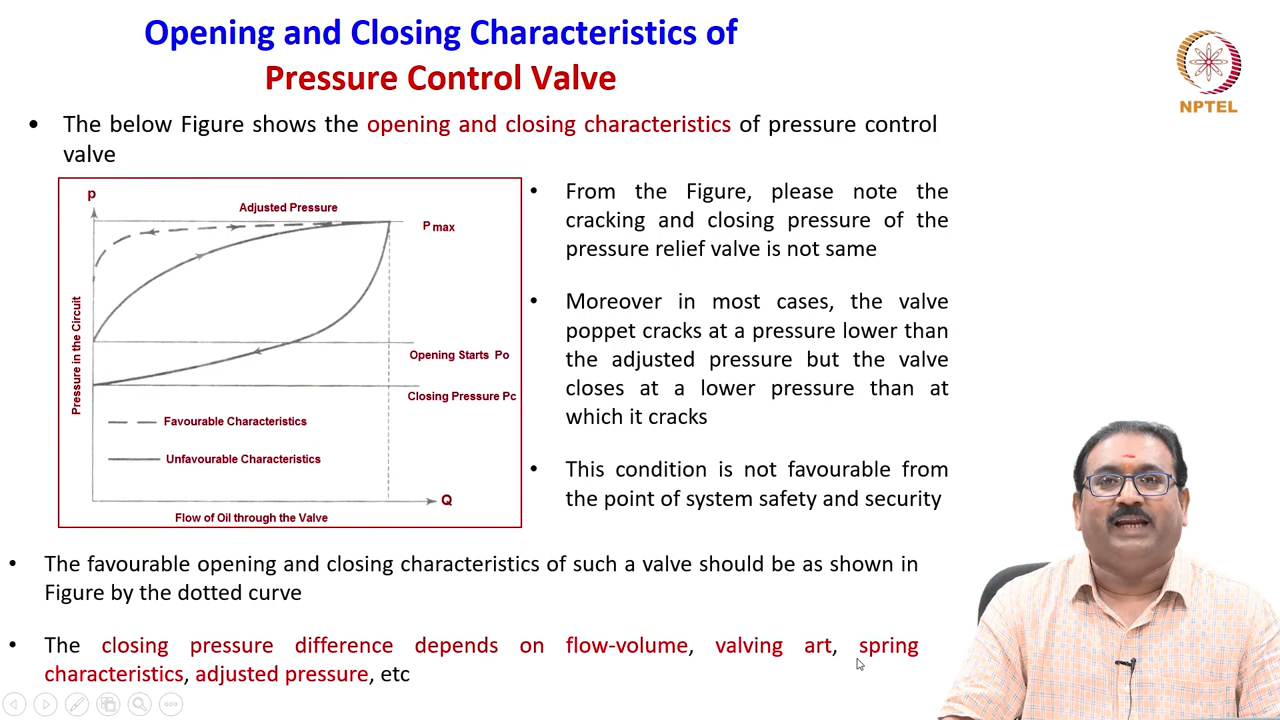 Opening and Closing Characteristics of
Pressure Control Valve
NPTEL
• The below Figure shows the opening and closing characteristics of pressure control
valve
p
Adjusted Pressure
P max
Pressure in the Circuit
Opening Starts Po
Closing Pressure Pc
Favourable Characteristics
Unfavourable Characteristics
Q
Flow of Oil through the Valve
• From the Figure, please note the
cracking and closing pressure of the
pressure relief valve is not same
• Moreover in most cases, the valve
poppet cracks at a pressure lower than
the adjusted pressure but the valve
closes at a lower pressure than at
which it cracks
• This condition is not favourable from
the point of system safety and security
• The favourable opening and closing characteristics of such a valve should be as shown in
Figure by the dotted curve
• The closing pressure difference depends on flow-volume, valving art, spring
characteristics, adjusted pressure, etc